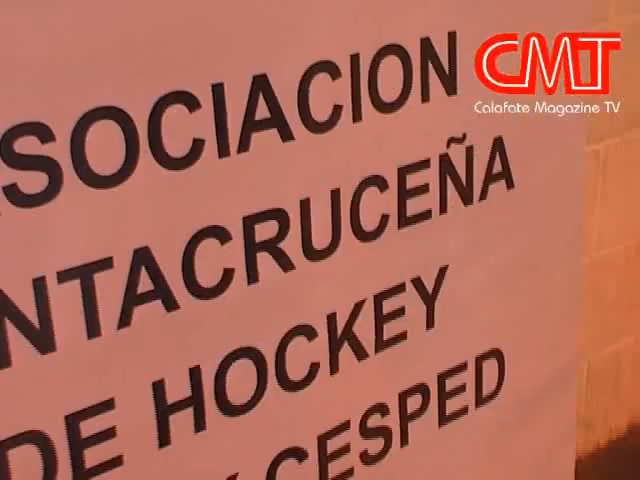 CMT
Calafate Magazine TV
SOCIACION
NTACRUCEÑA
DE HOCKEY
CESPED